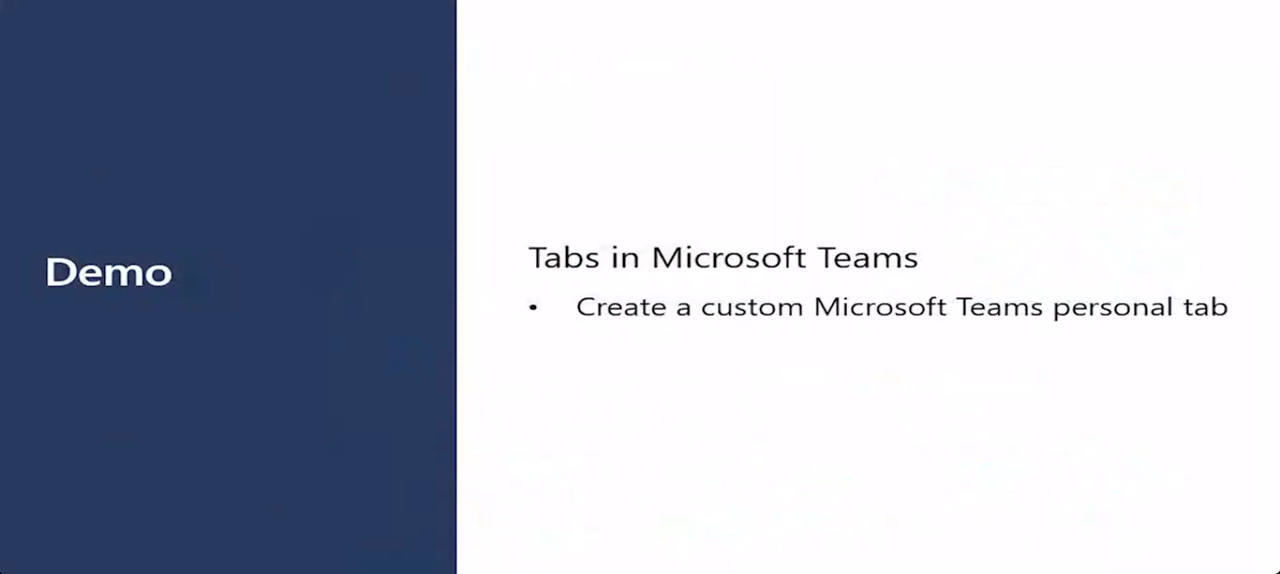 Demo
Tabs in Microsoft Teams
• Create a custom Microsoft Teams personal tab